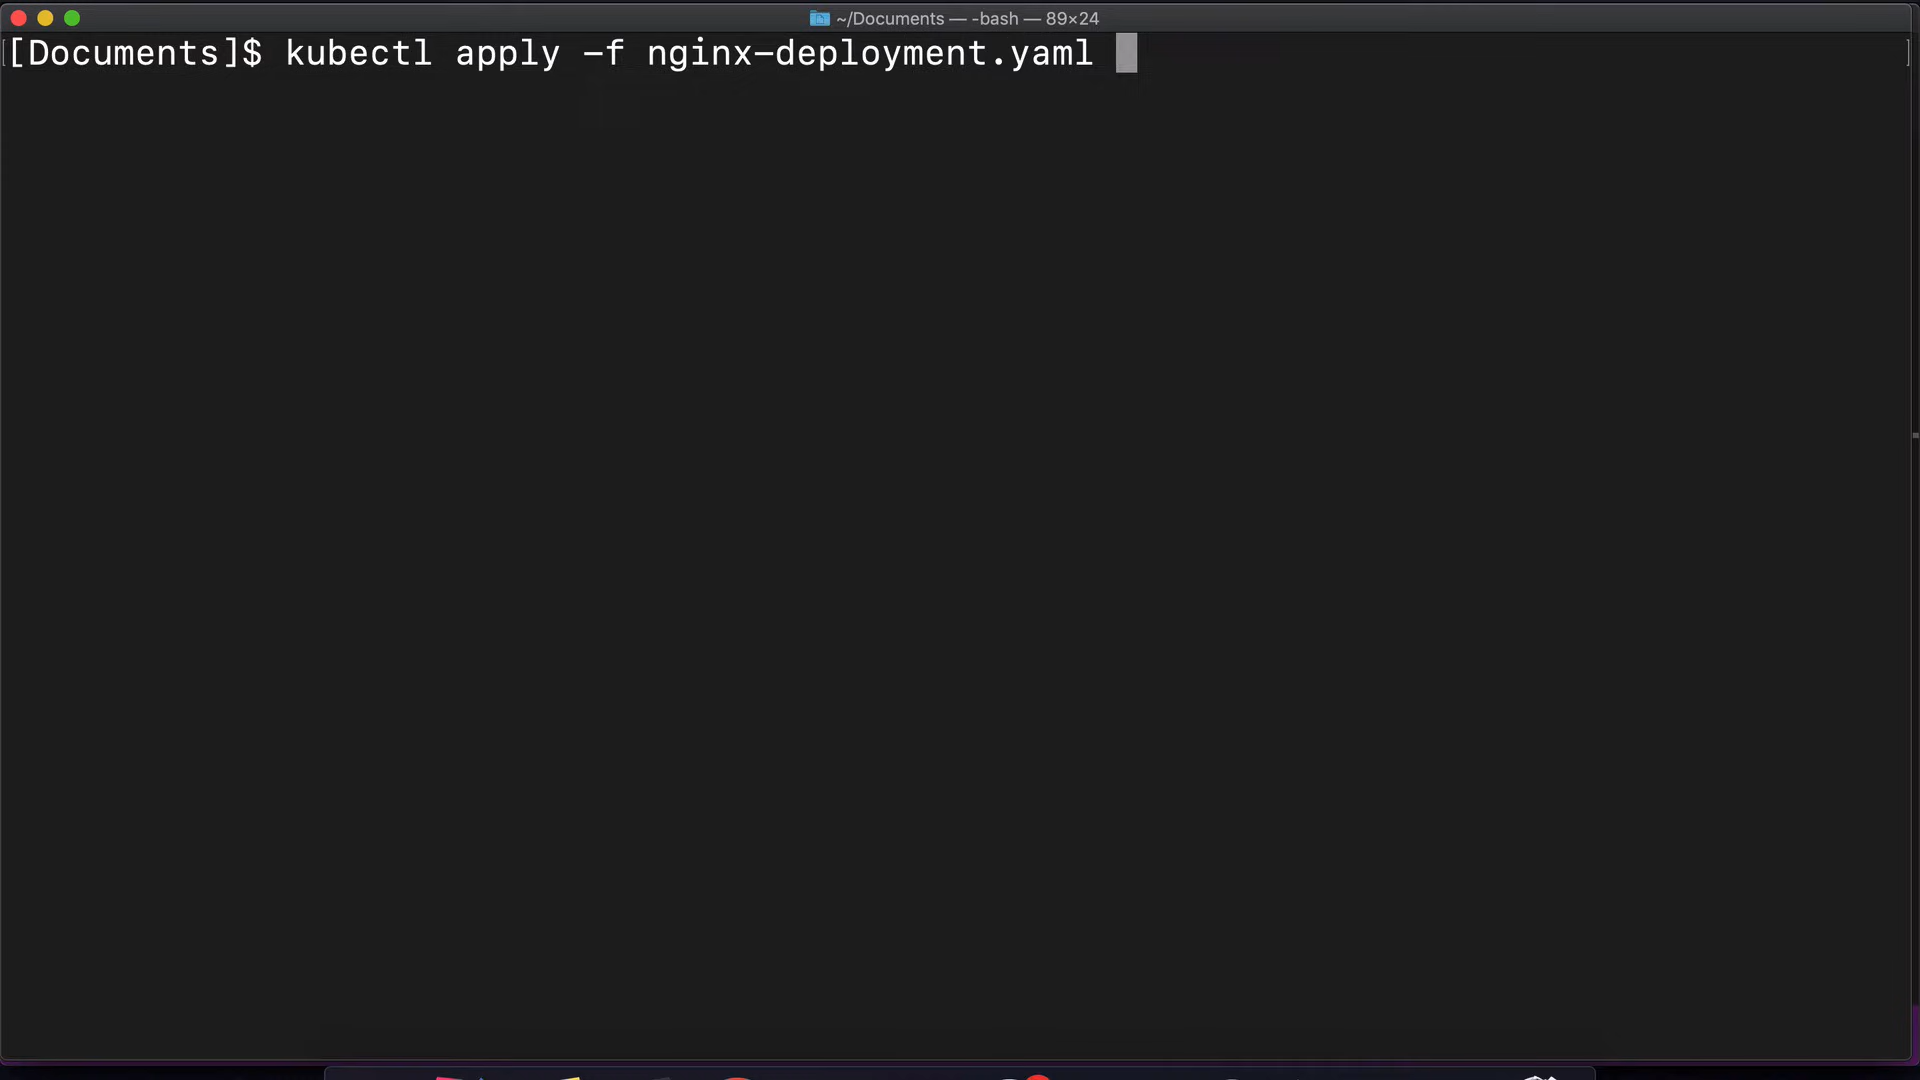 ~/Documents — -bash — 89×24
[Documents]$ kubectl apply -f nginx-deployment.yaml